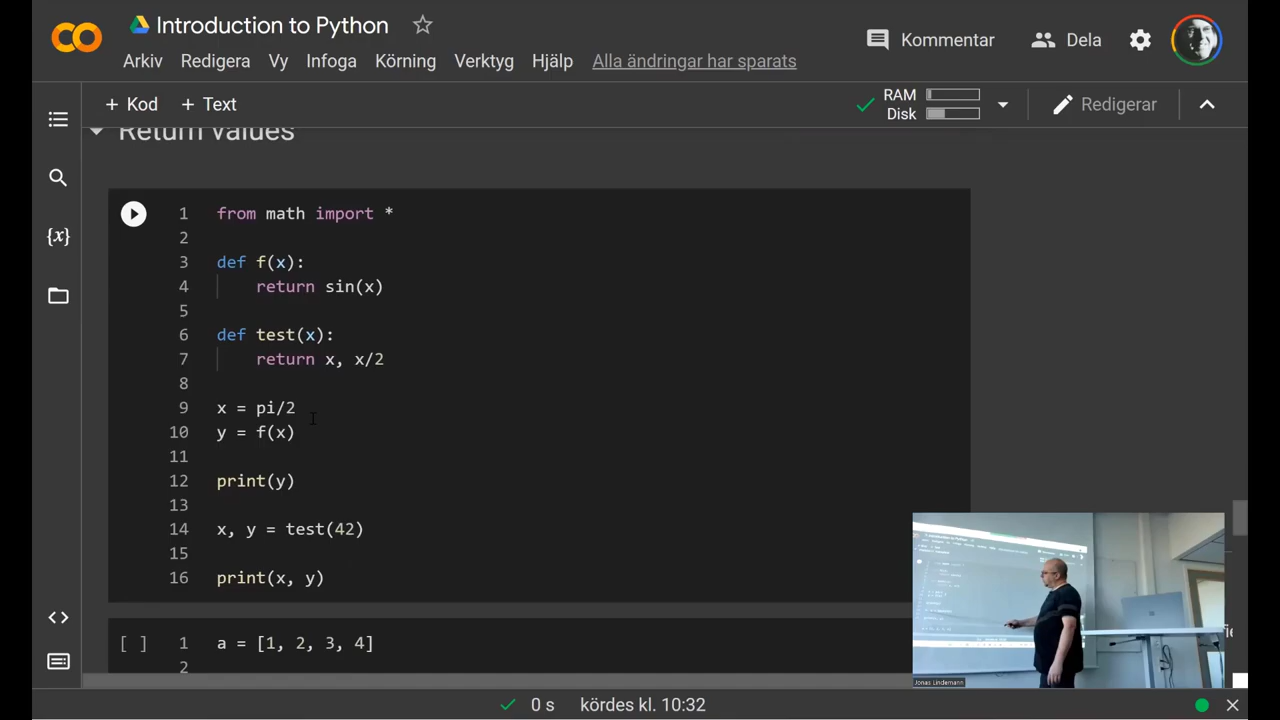 Introduction to Python
Kommentar
Dela
Arkiv Redigera Vy Infoga Körning Verktyg Hjälp Alla ändringar har sparats
+ Kod + Text
RAM
Disk
Redigerar
Return values
{x}
1 from math import *
2
3 def f(x):
4 return sin(x)
5
6 def test(x):
7 return x, x/2
8
9 x = pi/2
10 y = f(x)
11
12 print(y)
13
14 x, y = test(42)
15
16 print(x, y)
[ ] 1 a = [1, 2, 3, 4]
2
<>
Jonas Lindemann
0 s kördes kl. 10:32